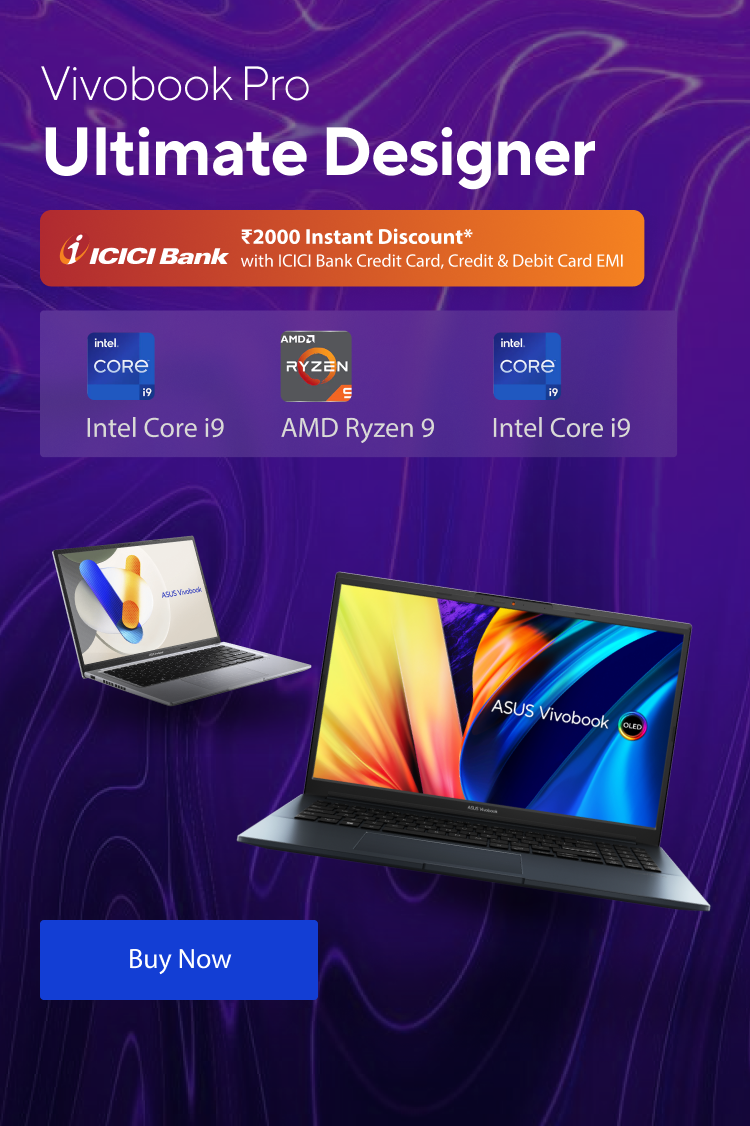 Vivobook Pro
Ultimate Designer
ICICI Bank
₹2000 Instant Discount*
with ICICI Bank Credit Card, Credit & Debit Card EMI
intel.
CORE
i9
Intel Core i9
AMD
RYZEN
9
AMD Ryzen 9
intel.
CORE
i9
Intel Core i9
ASUS Vivobook
ASUS Vivobook
OLED
ASUS Vivobook
Buy Now